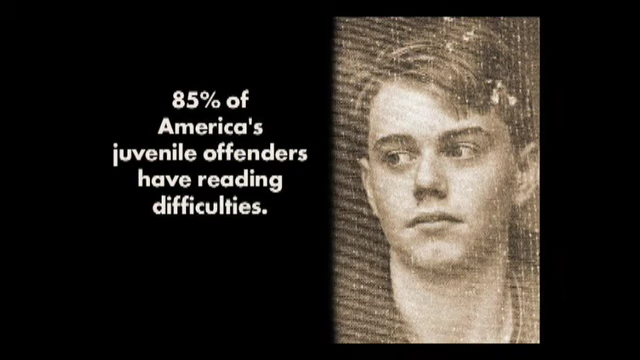 85% of
America's
juvenile offenders
have reading
difficulties.